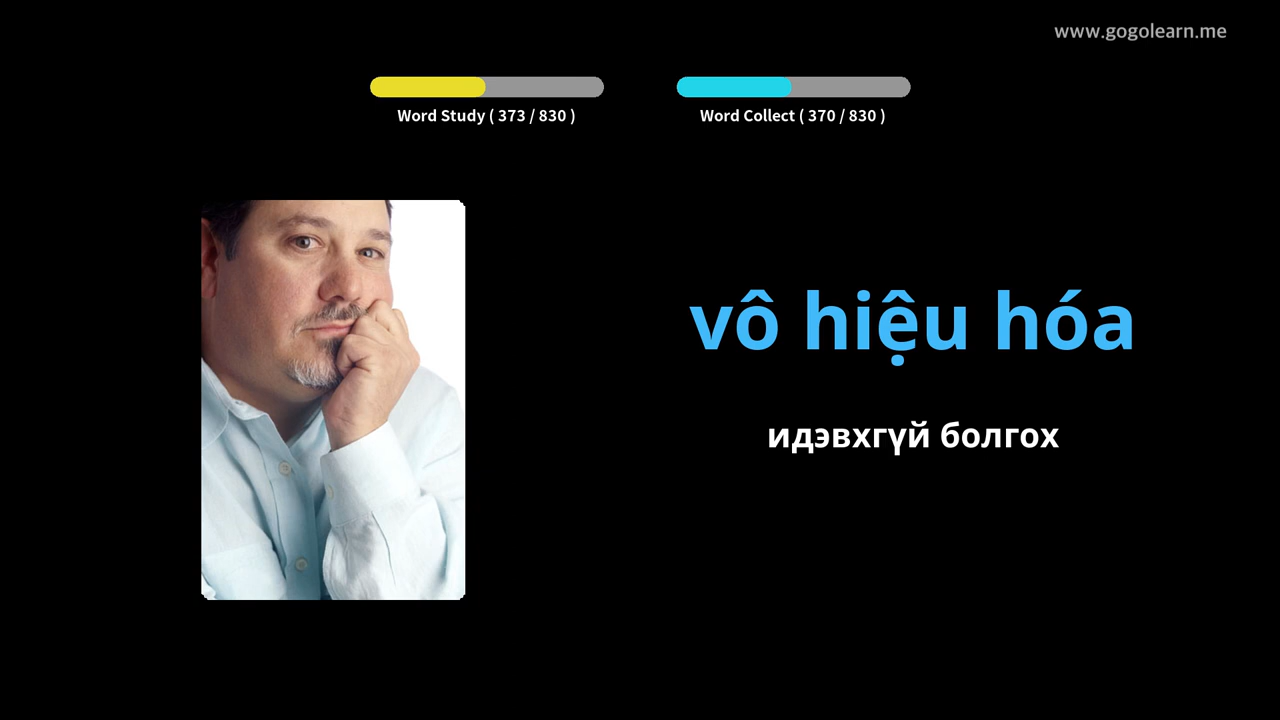 www.gogolearn.me
Word Study ( 373 / 830 )
Word Collect ( 370 / 830 )
vô hiệu hóa
идэвхгүй болгох